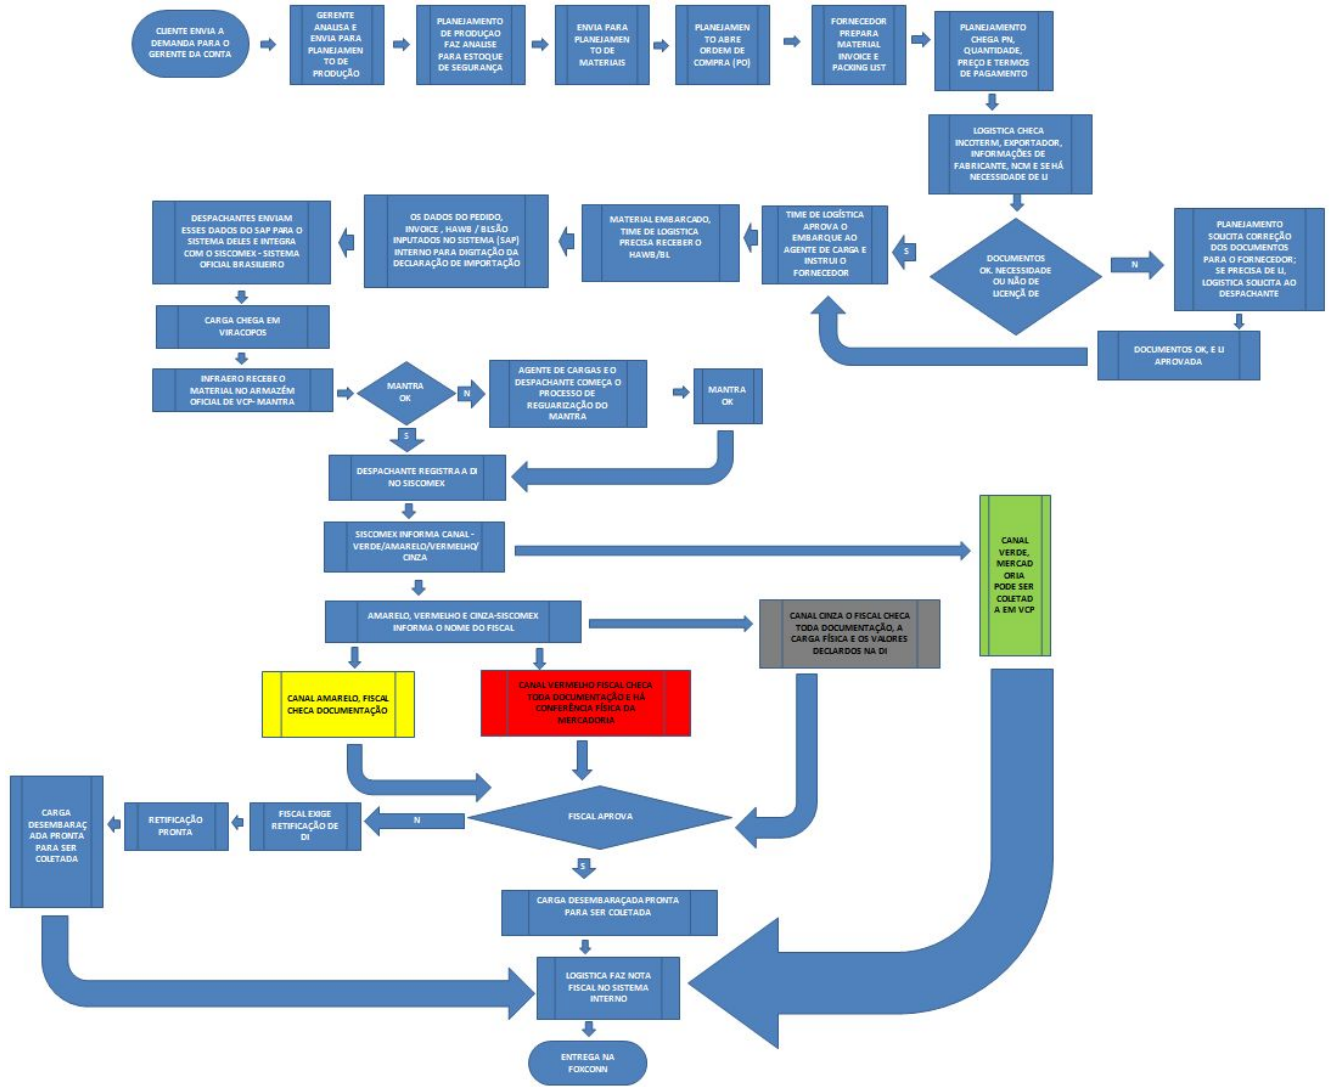 CLIENTE ENVIA A
DEMANDA PARA O
GERENTE DA CONTA
GERENTE
ANALISA E
ENVIA PARA
PLANEJAMEN
TO DE
PRODUÇÃO
PLANEJAMENTO
DE PRODUÇAO
FAZ ANALISE
PARA ESTOQUE
DE SEGURANÇA
ENVIA PARA
PLANEJAMEN
TO DE
MATERIAIS
PLANEJAMEN
TO ABRE
ORDEM DE
COMPRA (PO)
FORNECEDOR
PREPARA
MATERIAL
INVOICE E
PACKING LIST
PLANEJAMENTO
CHEGA PN,
QUANTIDADE,
PREÇO E TERMOS
DE PAGAMENTO
LOGISTICA CHECA
INCOTERM, EXPORTADOR,
INFORMAÇÕES DE
FABRICANTE, NCM E SE HÁ
NECESSIDADE DE LI
DOCUMENTOS
OK. NECESSIDADE
OU NÃO DE
LICENÇÃ DE
N
PLANEJAMENTO
SOLICITA CORREÇÃO
DOS DOCUMENTOS
PARA O FORNECEDOR;
SE PRECISA DE LI,
LOGISTICA SOLICITA AO
DESPACHANTE
DOCUMENTOS OK, E LI
APROVADA
S
TIME DE LOGÍSTICA
APROVA O
EMBARQUE AO
AGENTE DE CARGA E
INSTRUI O
FORNECEDOR
MATERIAL EMBARCADO,
TIME DE LOGISTICA
PRECISA RECEBER O
HAWB/BL
OS DADOS DO PEDIDO,
INVOICE , HAWB / BLSÃO
INPUTADOS NO SISTEMA (SAP)
INTERNO PARA DIGITAÇÃO DA
DECLARAÇÃO DE IMPORTAÇÃO
DESPACHANTES ENVIAM
ESSES DADOS DO SAP PARA O
SISTEMA DELES E INTEGRA
COM O SISCOMEX - SISTEMA
OFICIAL BRASILIEIRO
CARGA CHEGA EM
VIRACOPOS
INFRAERO RECEBE O
MATERIAL NO ARMAZÉM
OFICIAL DE VCP- MANTRA
MANTRA
OK
N
AGENTE DE CARGAS E O
DESPACHANTE COMEÇA O
PROCESSO DE
REGUARIZAÇÃO DO
MANTRA
MANTRA
OK
S
DESPACHANTE REGISTRA A DI
NO SISCOMEX
SISCOMEX INFORMA CANAL -
VERDE/AMARELO/VERMELHO/
CINZA
CANAL
VERDE,
MERCAD
ORIA
PODE SER
COLETAD
A EM VCP
AMARELO, VERMELHO E CINZA-SISCOMEX
INFORMA O NOME DO FISCAL
CANAL CINZA O FISCAL CHECA
TODA DOCUMENTAÇÃO, A
CARGA FÍSICA E OS VALORES
DECLARDOS NA DI
CANAL AMARELO, FISCAL
CHECA DOCUMENTAÇÃO
CANAL VERMELHO FISCAL CHECA
TODA DOCUMENTAÇÃO E HÁ
CONFERÊNCIA FÍSICA DA
MERCADORIA
FISCAL APROVA
N
FISCAL EXIGE
RETIFICAÇÃO DE
DI
RETIFICAÇÃO
PRONTA
CARGA
DESEMBARAÇ
ADA PRONTA
PARA SER
COLETADA
S
CARGA DESEMBARAÇADA PRONTA
PARA SER COLETADA
LOGISTICA FAZ NOTA
FISCAL NO SISTEMA
INTERNO
ENTREGA NA
FOXCONN